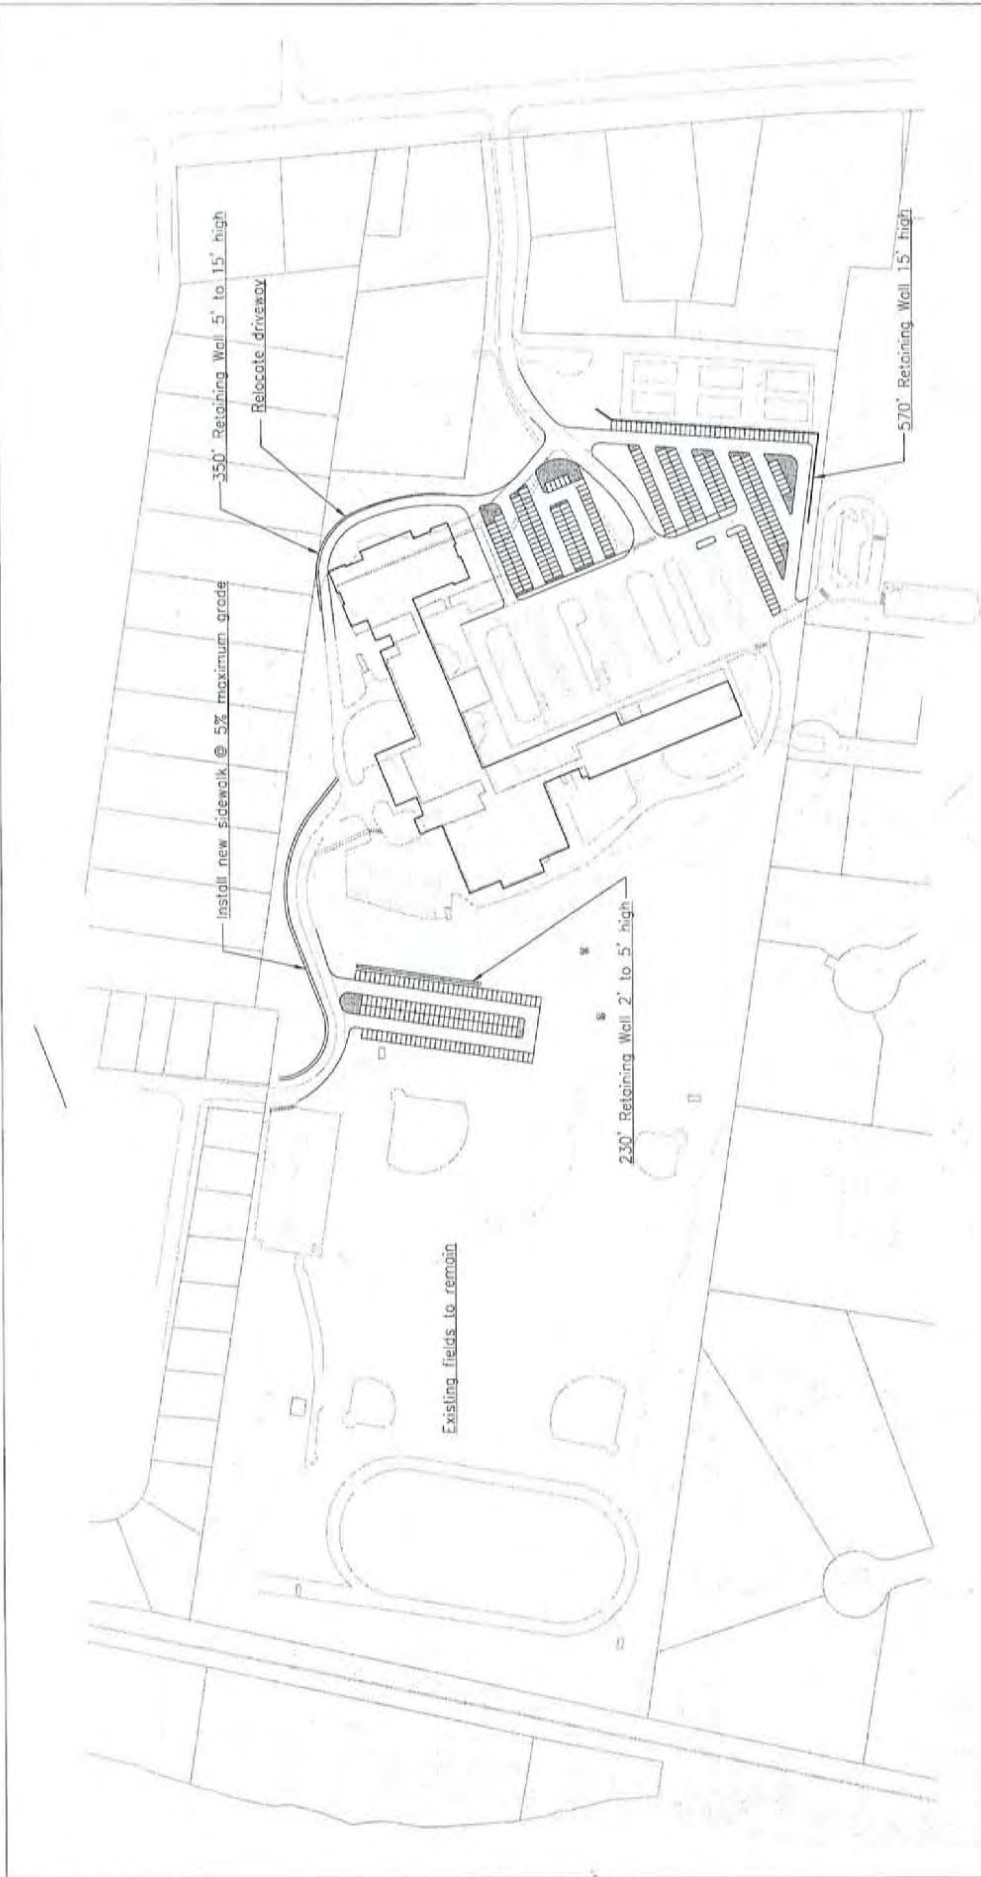 350' Retaining Wall 5' to 15' high
Relocate driveway
Install new sidewalk @ 5% maximum grade
570' Retaining Wall 15' high
230' Retaining Wall 2' to 5' high
Existing fields to remain